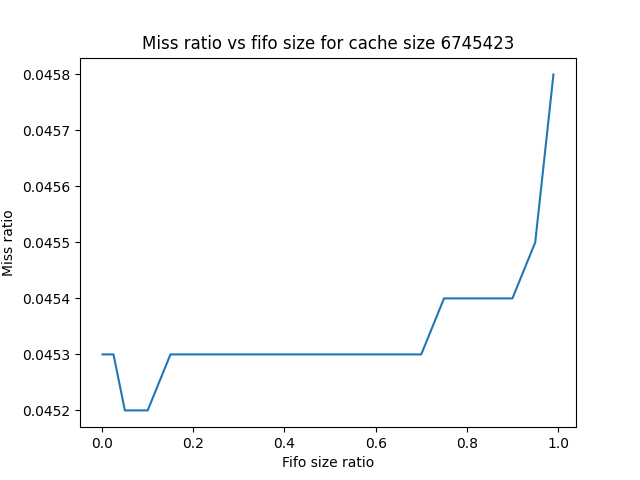 Miss ratio vs fifo size for cache size 6745423
0.0458
0.0457
0.0456
0.0455
0.0454
0.0453
0.0452
Miss ratio
0.0 0.2 0.4 0.6 0.8 1.0
Fifo size ratio